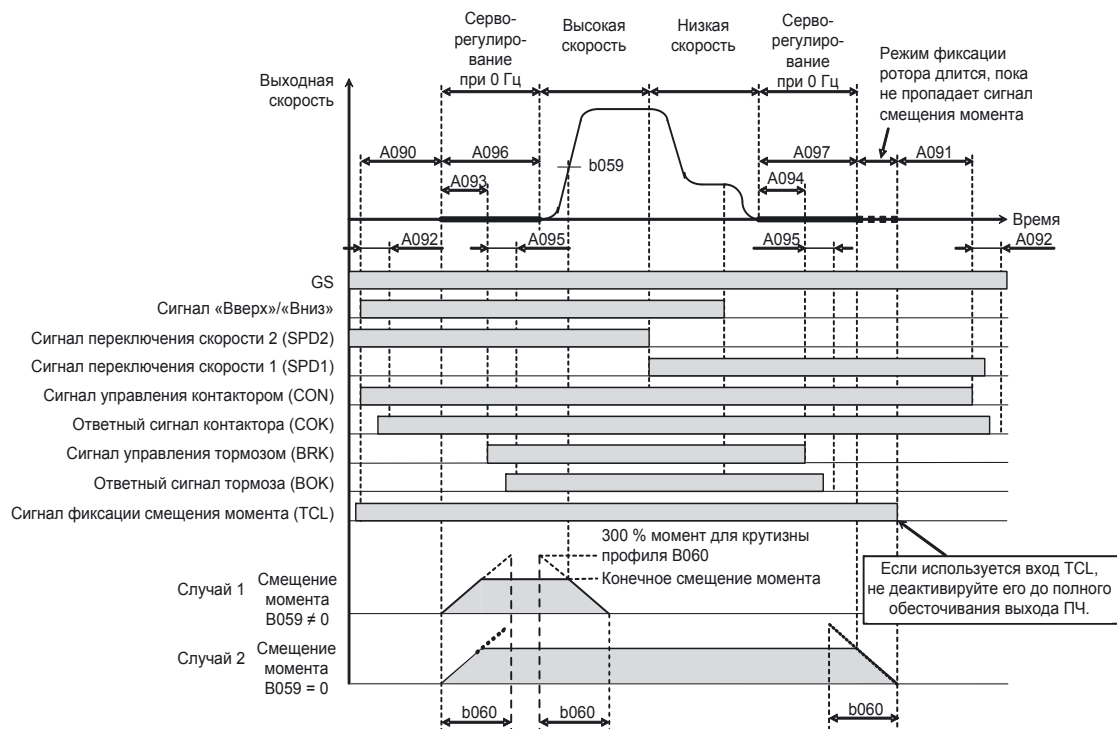 Серво-
регулиро-
вание
при 0 Гц
Высокая
скорость
Низкая
скорость
Серво-
регулиро-
вание
при 0 Гц
Режим фиксации
ротора длится, пока
не пропадает сигнал
смещения момента
Выходная
скорость
A090
A096
A097
A091
A093
b059
A094
Время
A092
A095
A095
A092
GS
Сигнал «Вверх»/«Вниз»
Сигнал переключения скорости 2 (SPD2)
Сигнал переключения скорости 1 (SPD1)
Сигнал управления контактором (CON)
Ответный сигнал контактора (COK)
Сигнал управления тормозом (BRK)
Ответный сигнал тормоза (BOK)
Сигнал фиксации смещения момента (TCL)
300 % момент для крутизны
профиля B060
Конечное смещение момента
Если используется вход TCL,
не деактивируйте его до полного
обесточивания выхода ПЧ.
Случай 1
Смещение
момента
B059 ≠ 0
Случай 2
Смещение
момента
B059 = 0
b060
b060
b060